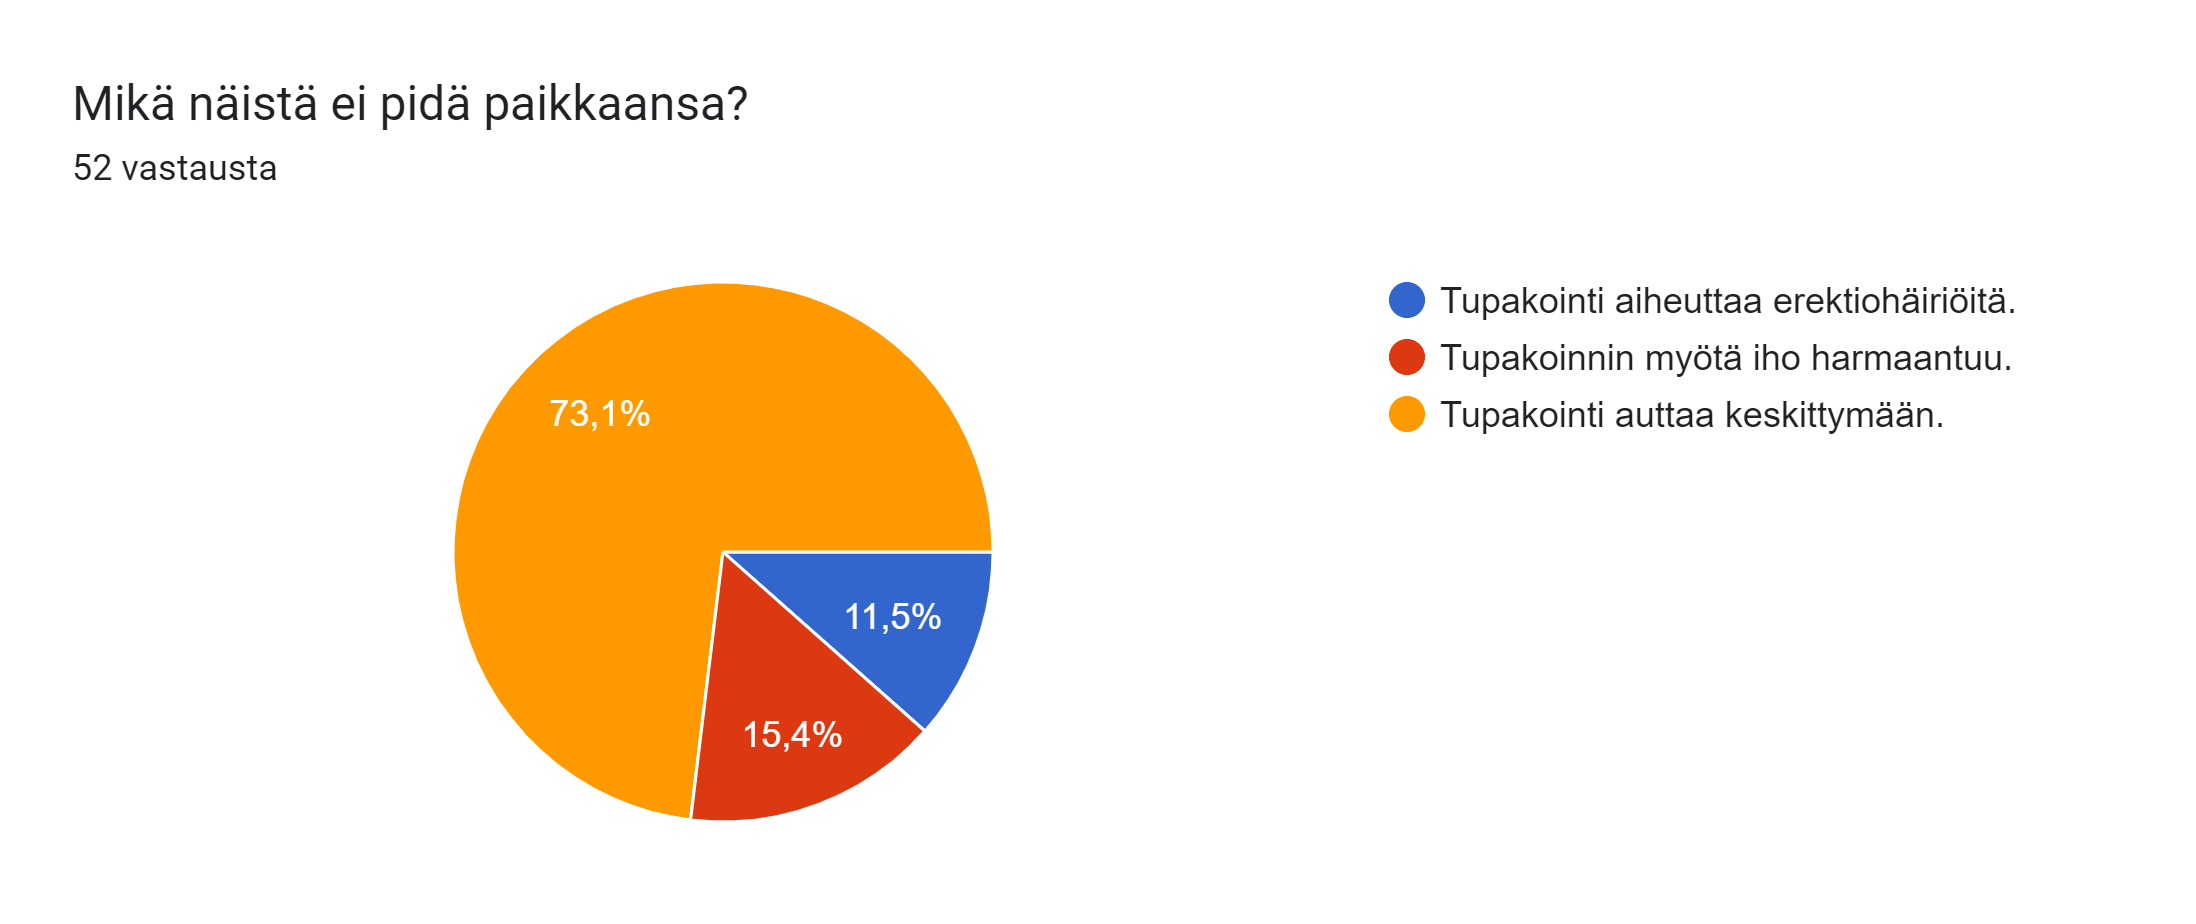 Mikä näistä ei pidä paikkaansa?
52 vastausta
Tupakointi aiheuttaa erektiohäiriöitä.
Tupakoinnin myötä iho harmaantuu.
Tupakointi auttaa keskittymään.
73,1%
11,5%
15,4%